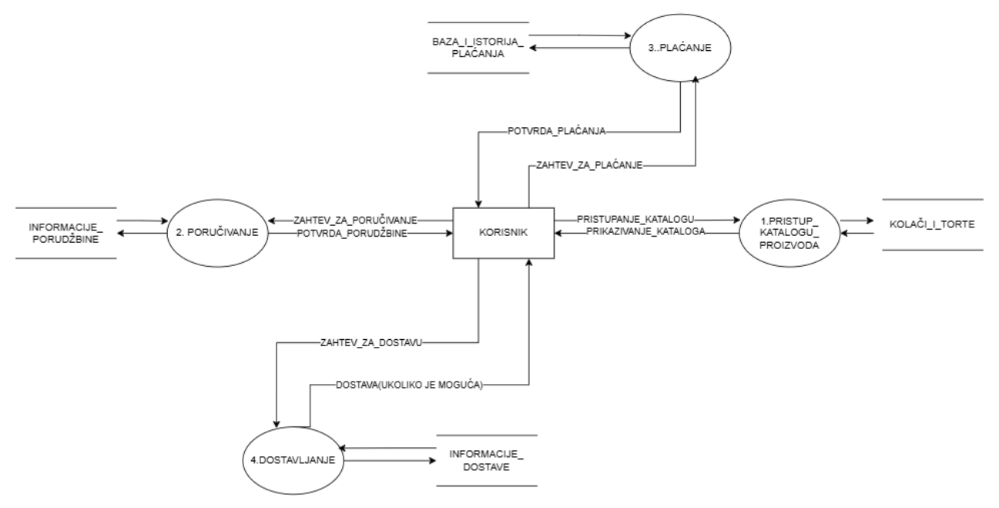 BAZA_I_ISTORIJA_
PLAĆANJA
3..PLAĆANJE
POTVRDA_PLAĆANJA
ZAHTEV_ZA_PLAĆANJE
INFORMACIJE_
PORUDŽBINE
2. PORUČIVANJE
ZAHTEV_ZA_PORUČIVANJE
POTVRDA_PORUDŽBINE
KORISNIK
PRISTUPANJE_KATALOGU
PRIKAZIVANJE_KATALOGA
1.PRISTUP_
KATALOGU_
PROIZVODA
KOLAČI_I_TORTE
ZAHTEV_ZA_DOSTAVU
DOSTAVA(UKOLIKO JE MOGUĆA)
4.DOSTAVLJANJE
INFORMACIJE_
DOSTAVE